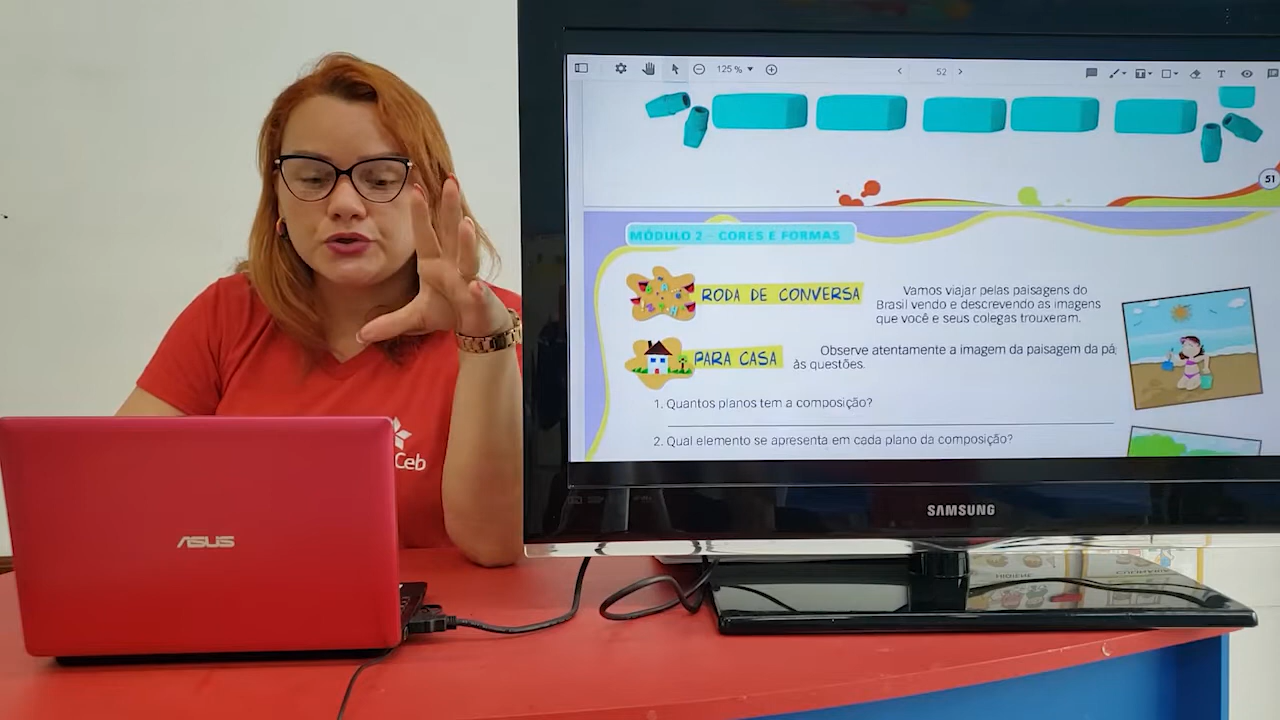 125 %
52
51
MÓDULO 2 - CORES E FORMAS
RODA DE CONVERSA
Vamos viajar pelas paisagens do
Brasil vendo e descrevendo as imagens
que você e seus colegas trouxeram.
PARA CASA
Observe atentamente a imagem da paisagem da pá
às questões.
1. Quantos planos tem a composição?
2. Qual elemento se apresenta em cada plano da composição?
Ceb
ASUS
SAMSUNG
HIGIENE
CULINÁRIA